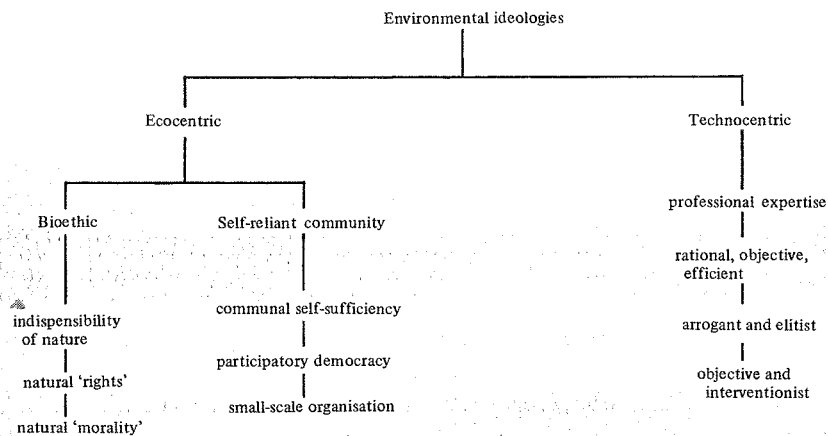 Environmental ideologies
Ecocentric
Technocentric
Bioethic
Self-reliant community
professional expertise
rational, objective,
efficient
arrogant and elitist
objective and
interventionist
indispensibility
of nature
natural 'rights'
natural 'morality'
communal self-sufficiency
participatory democracy
small-scale organisation